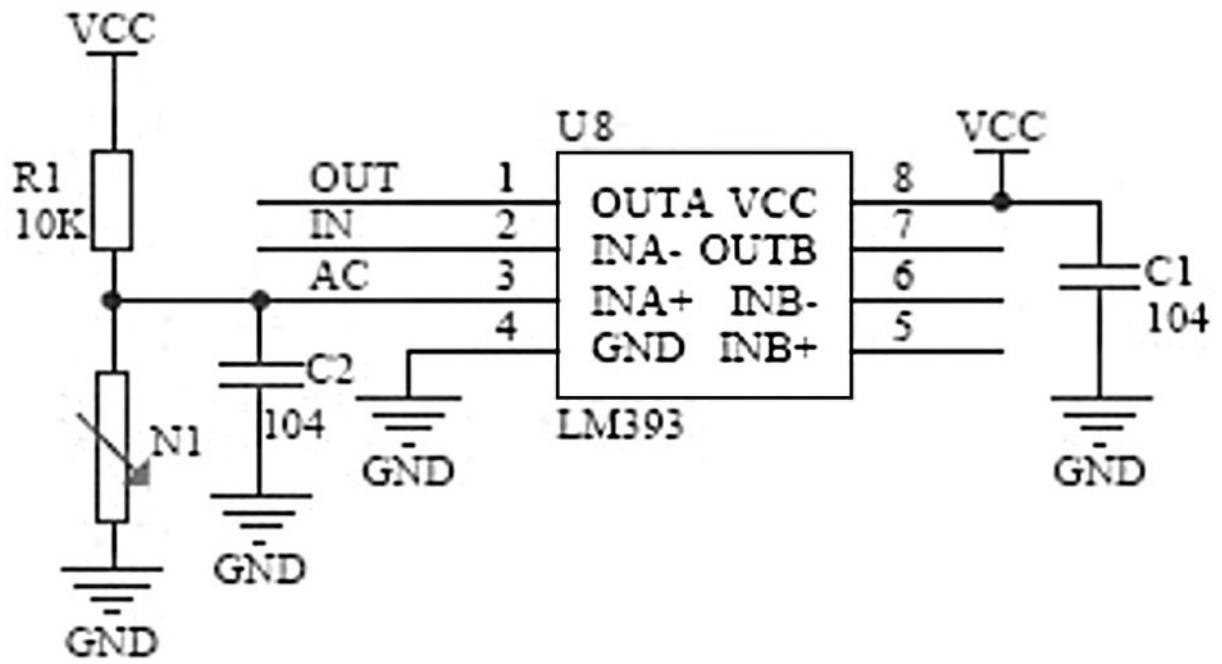 VCC
U8
VCC
R1
10K
OUT 1
IN 2
AC 3
4
OUTA VCC
INA- OUTB
INA+ INB-
GND INB+
8
7
6
5
C1
104
LM393
C2
104
N1
GND
GND
GND
GND